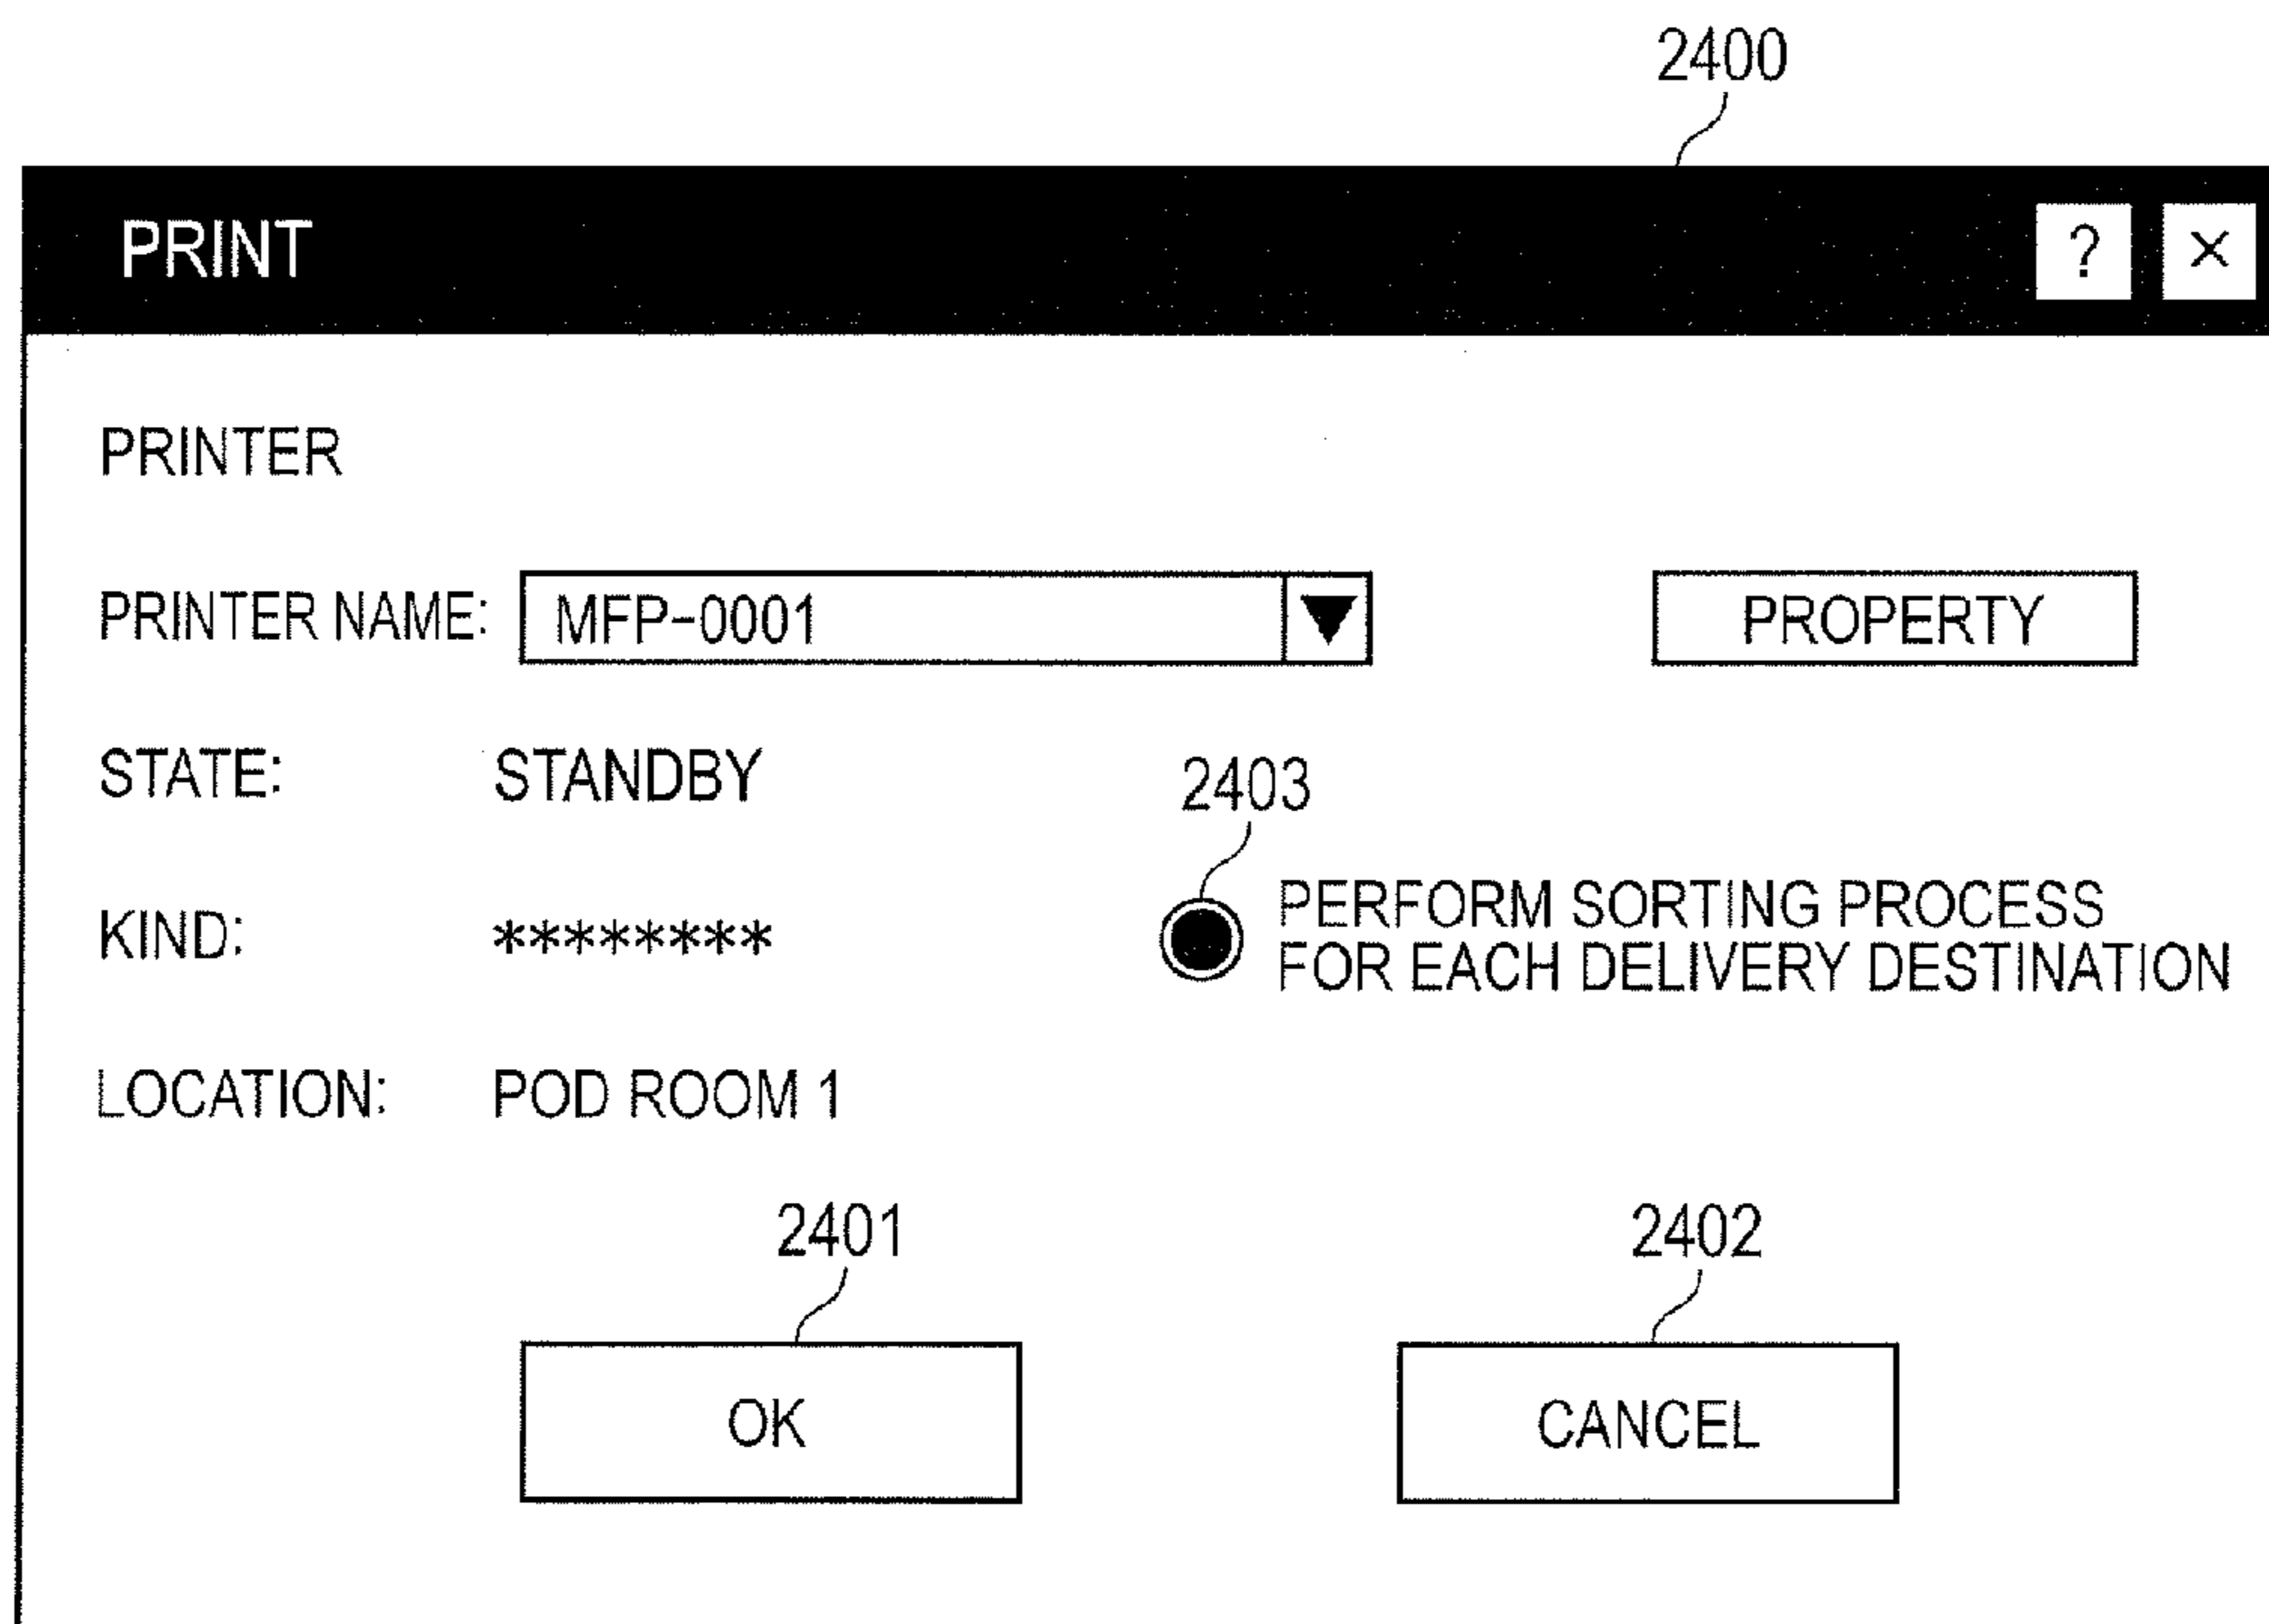 2400
PRINT ? ×
PRINTER
PRINTER NAME: MFP-0001 ▼ PROPERTY
STATE: STANDBY
2403
KIND: ********
PERFORM SORTING PROCESS
FOR EACH DELIVERY DESTINATION
LOCATION: POD ROOM 1
2401 2402
OK CANCEL